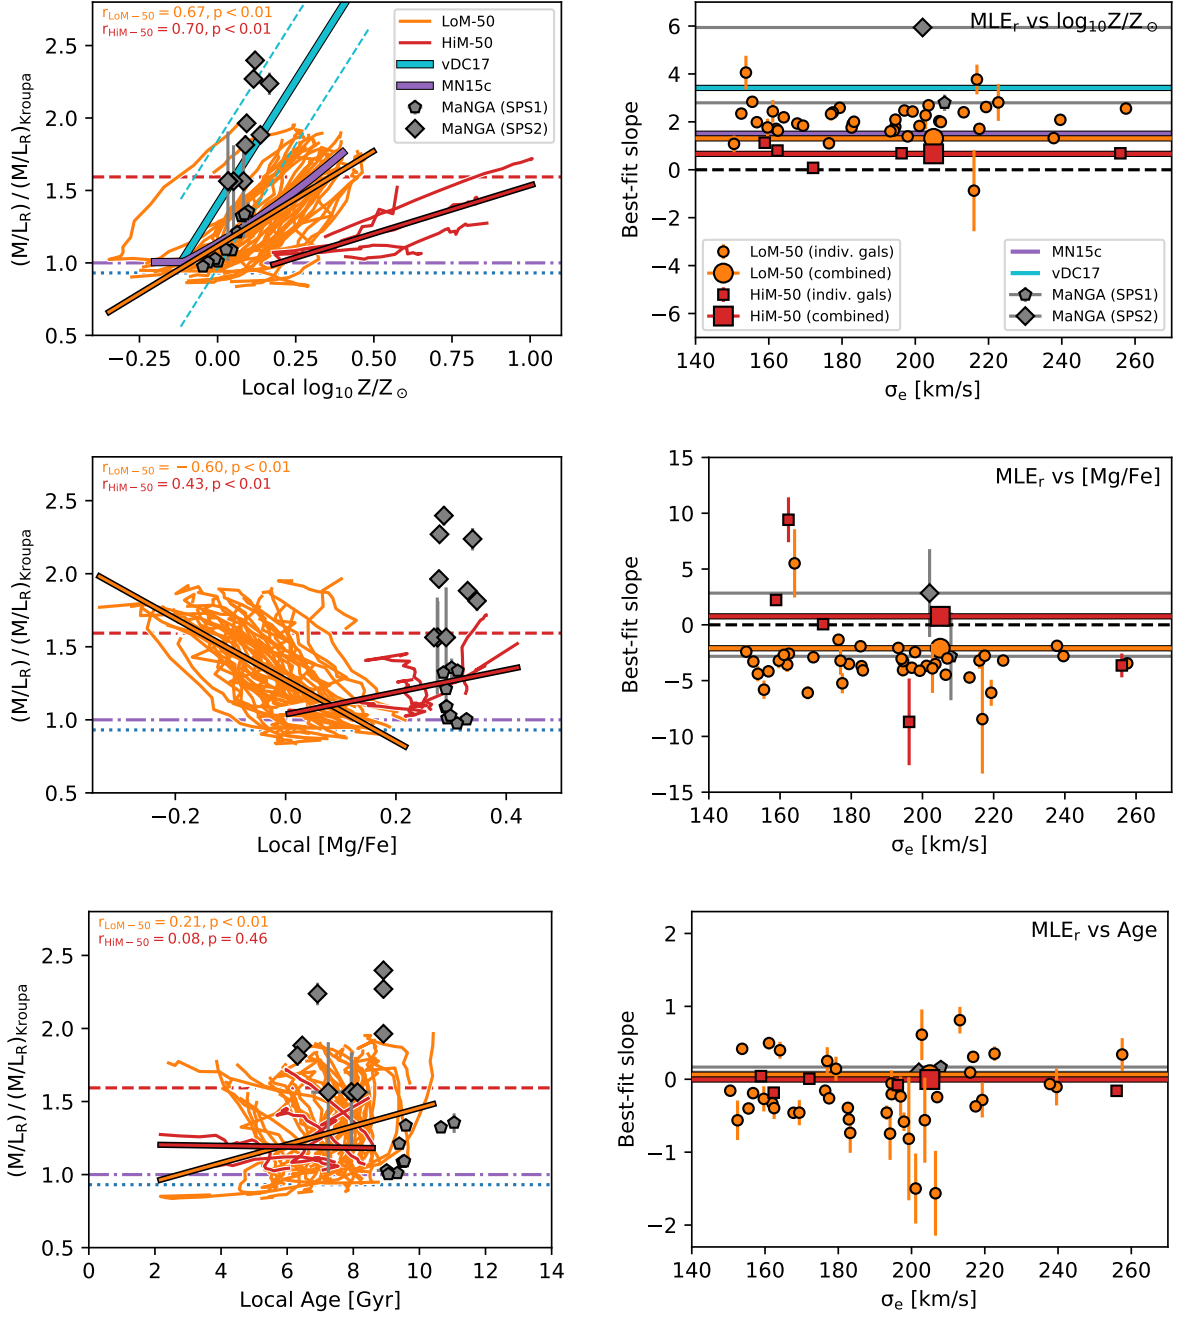 r_LoM−50 = 0.67, p < 0.01
r_HiM−50 = 0.70, p < 0.01
LoM-50
HiM-50
vDC17
MN15c
MaNGA (SPS1)
MaNGA (SPS2)
2.5
2.0
1.5
1.0
0.5
(M/L_R) / (M/L_R)_Kroupa
−0.25
0.00
0.25
0.50
0.75
1.00
Local log₁₀ Z/Z⊙
MLE_r vs log₁₀Z/Z⊙
6
4
2
0
−2
−4
−6
Best-fit slope
LoM-50 (indiv. gals)
LoM-50 (combined)
HiM-50 (indiv. gals)
HiM-50 (combined)
MN15c
vDC17
MaNGA (SPS1)
MaNGA (SPS2)
140
160
180
200
220
240
260
σ_e [km/s]
r_LoM−50 = −0.60, p < 0.01
r_HiM−50 = 0.43, p < 0.01
2.5
2.0
1.5
1.0
0.5
(M/L_R) / (M/L_R)_Kroupa
−0.2
0.0
0.2
0.4
Local [Mg/Fe]
MLE_r vs [Mg/Fe]
15
10
5
0
−5
−10
−15
Best-fit slope
140
160
180
200
220
240
260
σ_e [km/s]
r_LoM−50 = 0.21, p < 0.01
r_HiM−50 = 0.08, p = 0.46
2.5
2.0
1.5
1.0
0.5
(M/L_R) / (M/L_R)_Kroupa
0
2
4
6
8
10
12
14
Local Age [Gyr]
MLE_r vs Age
2
1
0
−1
−2
Best-fit slope
140
160
180
200
220
240
260
σ_e [km/s]